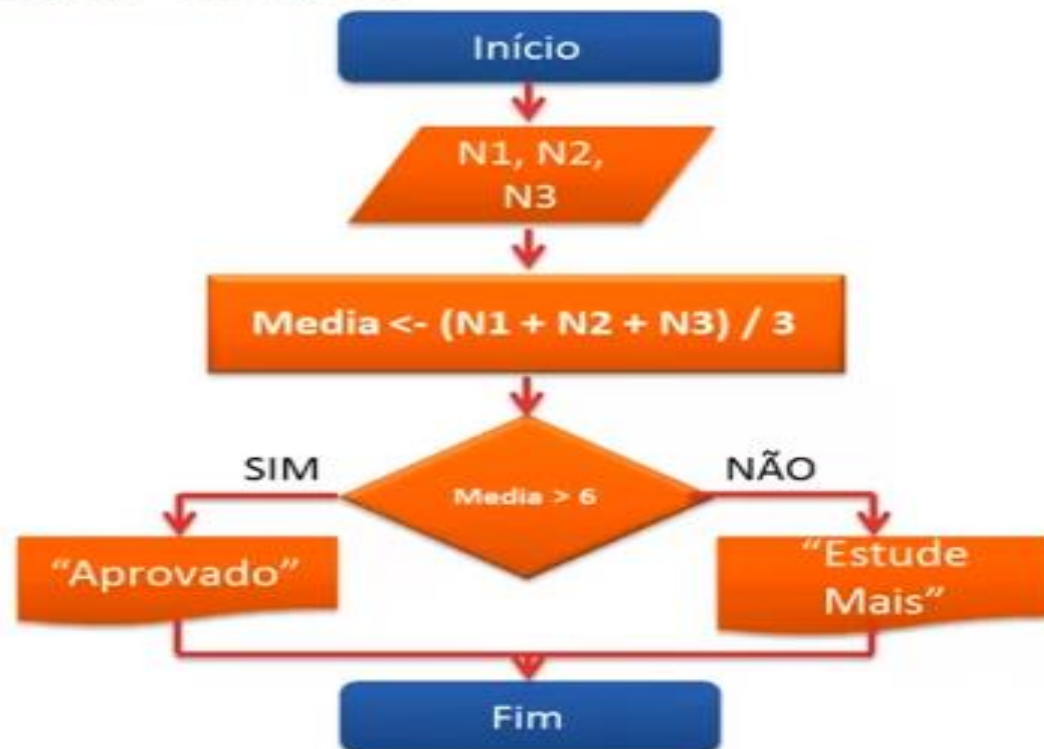 Início
N1, N2,
N3
Media <- (N1 + N2 + N3) / 3
SIM
NÃO
Media > 6
“Aprovado”
“Estude
Mais”
Fim